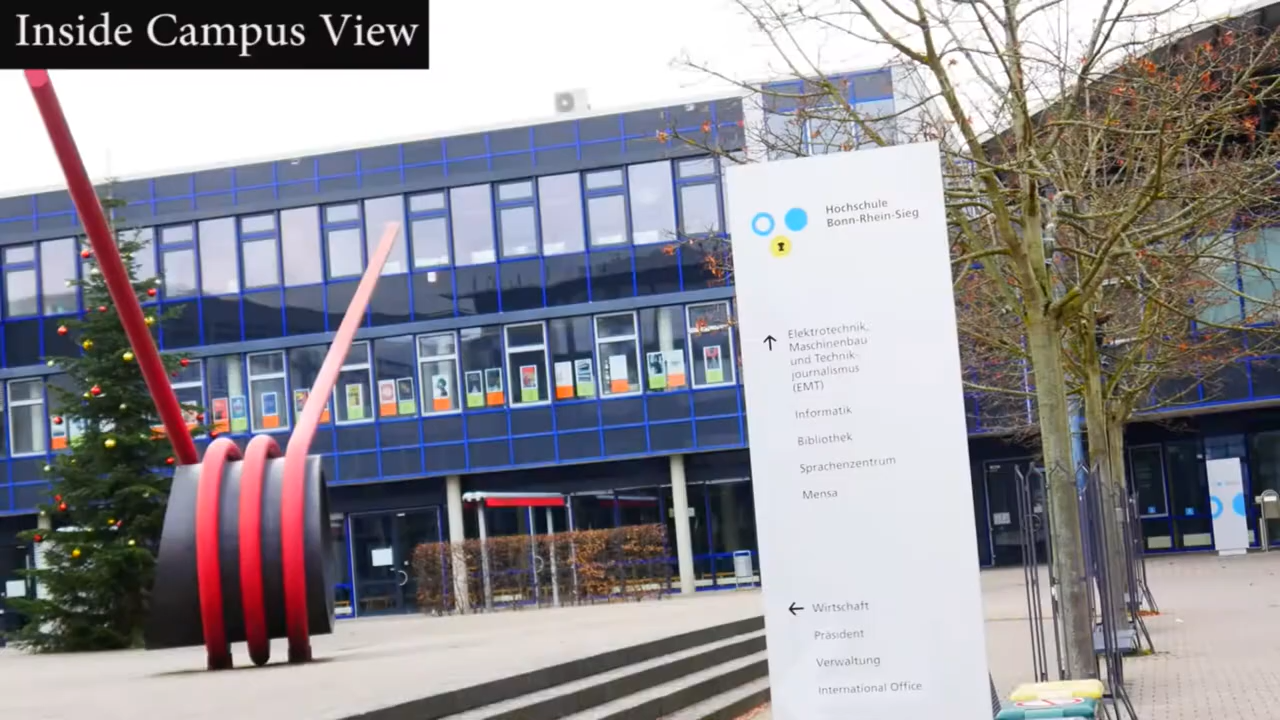 Inside Campus View
Hochschule
Bonn-Rhein-Sieg
Elektrotechnik,
Maschinenbau
und Technik-
journalismus
(EMT)
Informatik
Bibliothek
Sprachenzentrum
Mensa
Wirtschaft
Präsident
Verwaltung
International Office